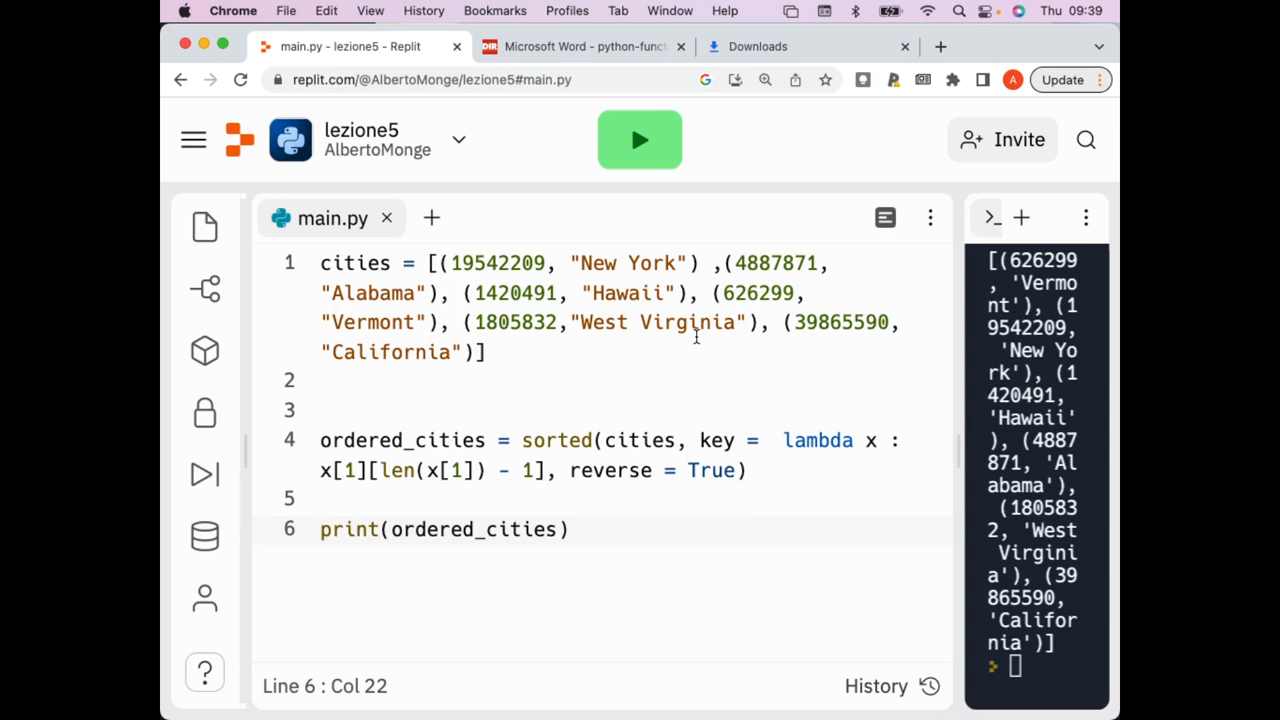 Chrome File Edit View History Bookmarks Profiles Tab Window Help Thu 09:39
main.py - lezione5 - Replit × DIR Microsoft Word - python-funct × Downloads × +
replit.com/@AlbertoMonge/lezione5#main.py A Update
lezione5
AlbertoMonge
Invite
main.py × +
1 cities = [(19542209, "New York") ,(4887871,
"Alabama"), (1420491, "Hawaii"), (626299,
"Vermont"), (1805832,"West Virginia"), (39865590,
"California")]
2
3
4 ordered_cities = sorted(cities, key =  lambda x :
x[1][len(x[1]) - 1], reverse = True)
5
6 print(ordered_cities)
Line 6 : Col 22
History
>_ +
[(626299
, 'Vermo
nt'), (1
9542209,
'New Yo
rk'), (1
420491,
'Hawaii'
), (4887
871, 'Al
abama'),
(180583
2, 'West
Virgini
a'), (39
865590,
'Califor
nia')]
?